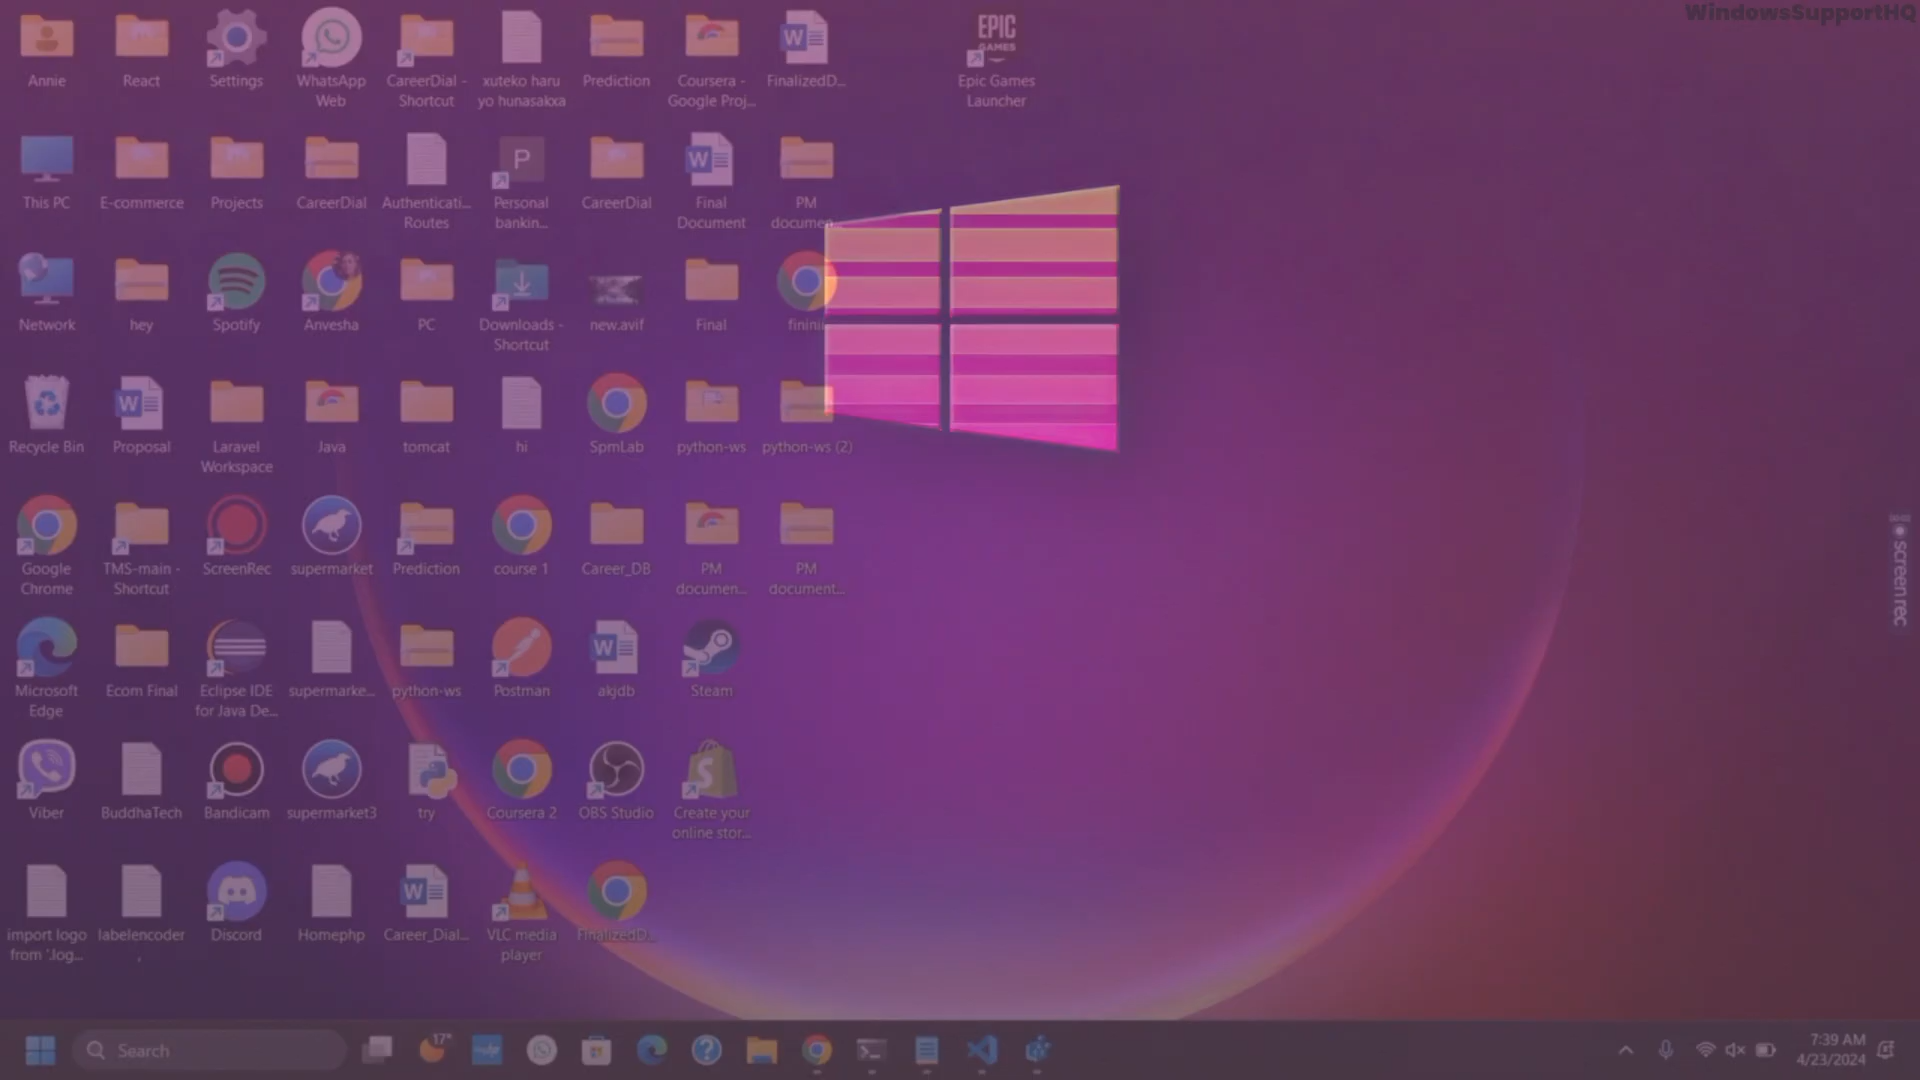 WindowsSupportHQ
Annie
React
Settings
WhatsApp
Web
CareerDial -
Shortcut
xuteko haru
yo hunasakxa
Prediction
Coursera -
Google Proj...
FinalizedD...
EPIC
GAMES
Epic Games
Launcher
This PC
E-commerce
Projects
CareerDial
Authenticati...
Routes
P
Personal
bankin...
CareerDial
Final
Document
PM
documen...
Network
hey
Spotify
Anvesha
PC
Downloads -
Shortcut
new.avif
Final
Recycle Bin
Proposal
Laravel
Workspace
Java
tomcat
hi
SpmLab
python-ws
python-ws (2)
Google
Chrome
TMS-main -
Shortcut
ScreenRec
supermarket
Prediction
course 1
Career_DB
PM
documen...
PM
document...
screenrec
Microsoft
Edge
Ecom Final
Eclipse IDE
for Java De...
supermarke...
python-ws
Postman
akjdb
Steam
Viber
BuddhaTech
Bandicam
supermarket3
try
Coursera 2
OBS Studio
Create your
online stor...
import logo
from '.log...
labelencoder
,
Discord
Homephp
Career_Dial...
VLC media
player
FinalizedD...
Search
17°
7:39 AM
4/23/2024